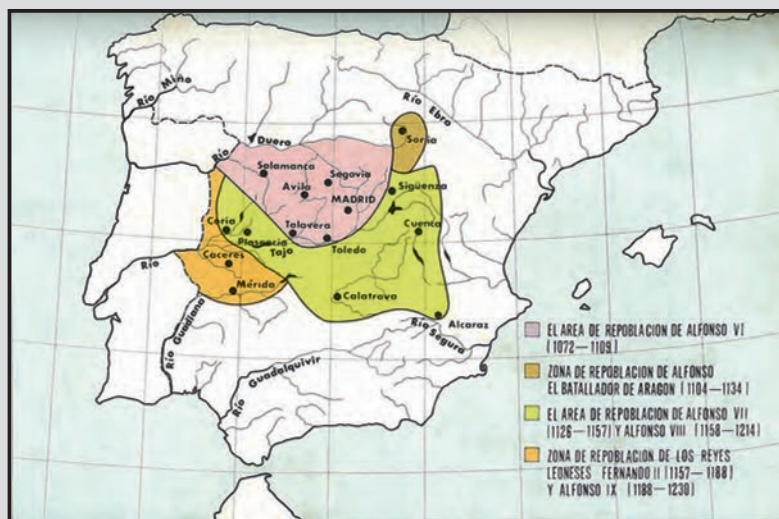 Río Miño
Río Ebro
Río Duero
Soria
Salamanca
Segovia
Avila
Sigüenza
MADRID
Coria
Plasencia
Talavera
Toledo
Cuenca
Tajo
Caceres
Río
Mérida
Calatrava
Alcaraz
Río Segura
Río Guadiana
Río Guadalquivir
EL AREA DE REPOBLACION DE ALFONSO VI
(1072—1109)
ZONA DE REPOBLACION DE ALFONSO
EL BATALLADOR DE ARAGON (1104—1134)
EL AREA DE REPOBLACION DE ALFONSO VII
(1126—1157) Y ALFONSO VIII (1158—1214)
ZONA DE REPOBLACION DE LOS REYES
LEONESES FERNANDO II (1157—1188)
Y ALFONSO IX (1188—1230)